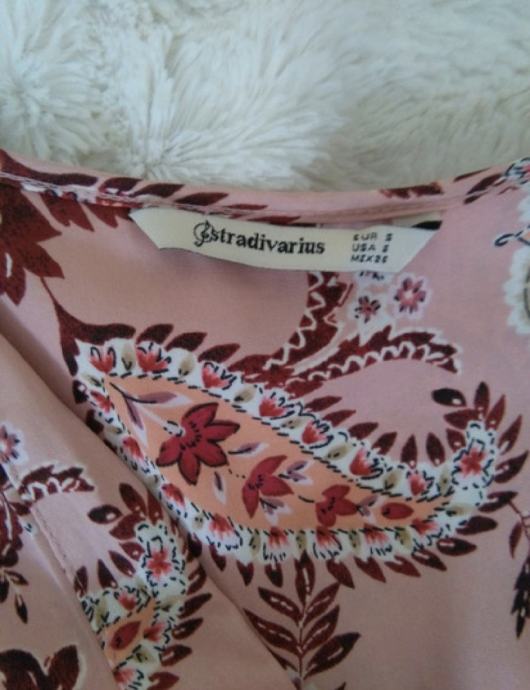 Stradivarius
EUR S
USA S
MEX 26